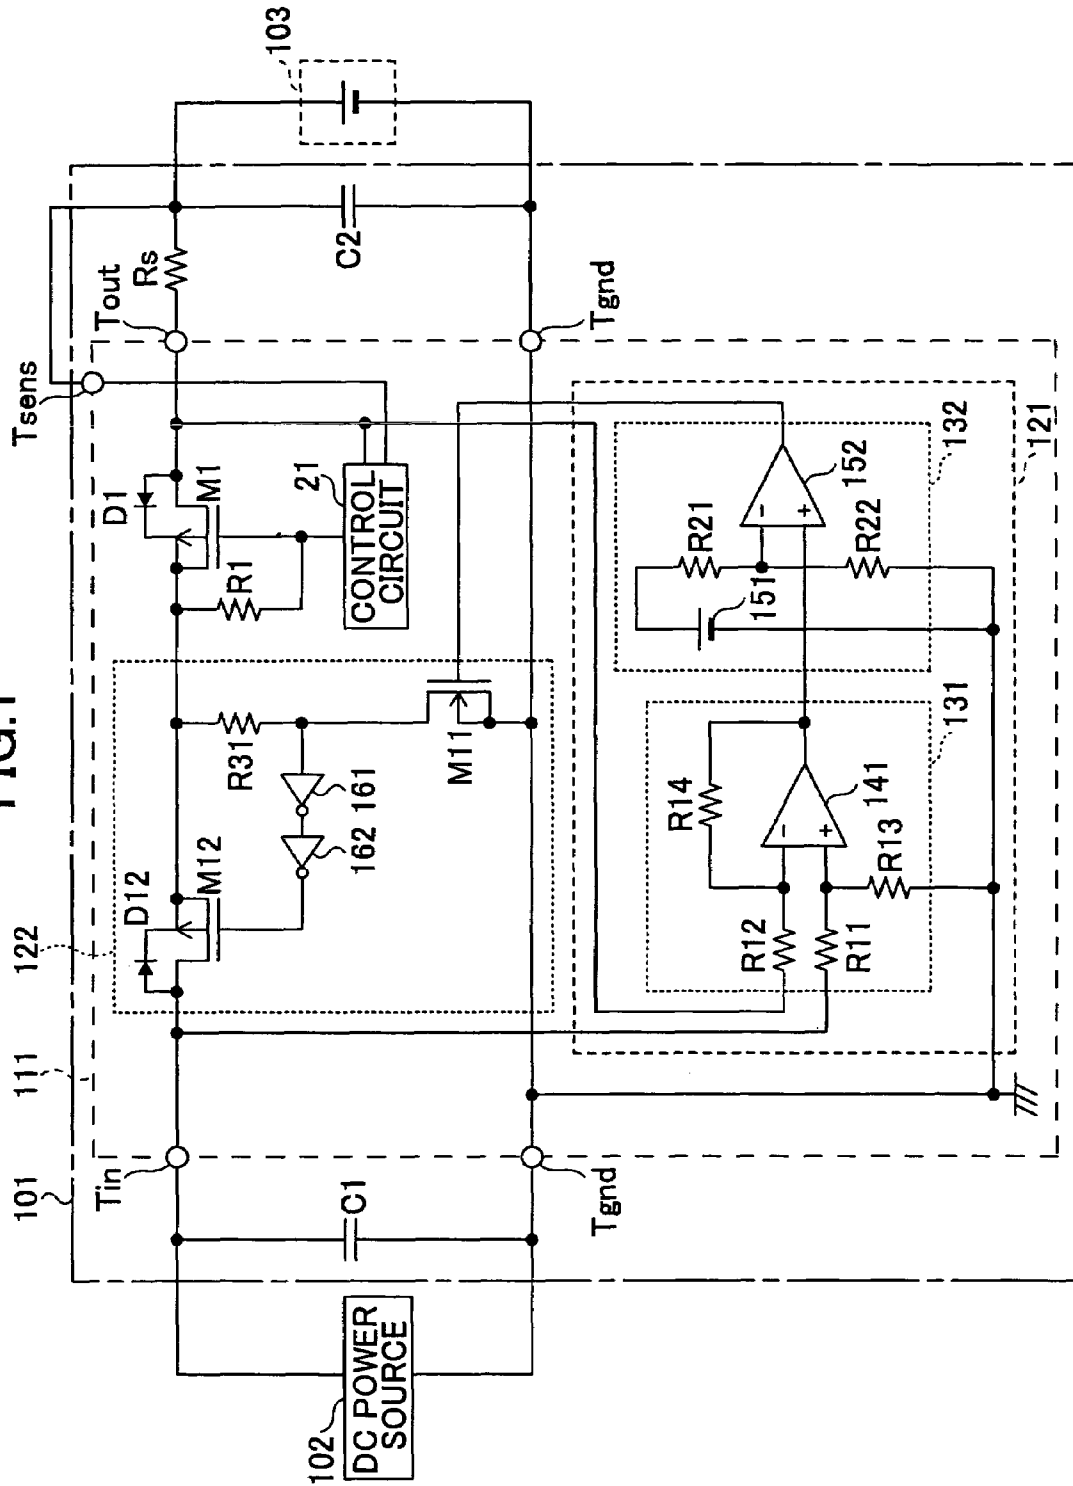 FIG.1
101
111
122
Tin
Tgnd
C1
102
DC POWER
SOURCE
D12
M12
R31
161
162
M11
D1
M1
R1
21
CONTROL
CIRCUIT
Tsens
Tout
Rs
C2
Tgnd
103
R12
R11
R14
R13
141
131
R21
151
R22
152
132
121